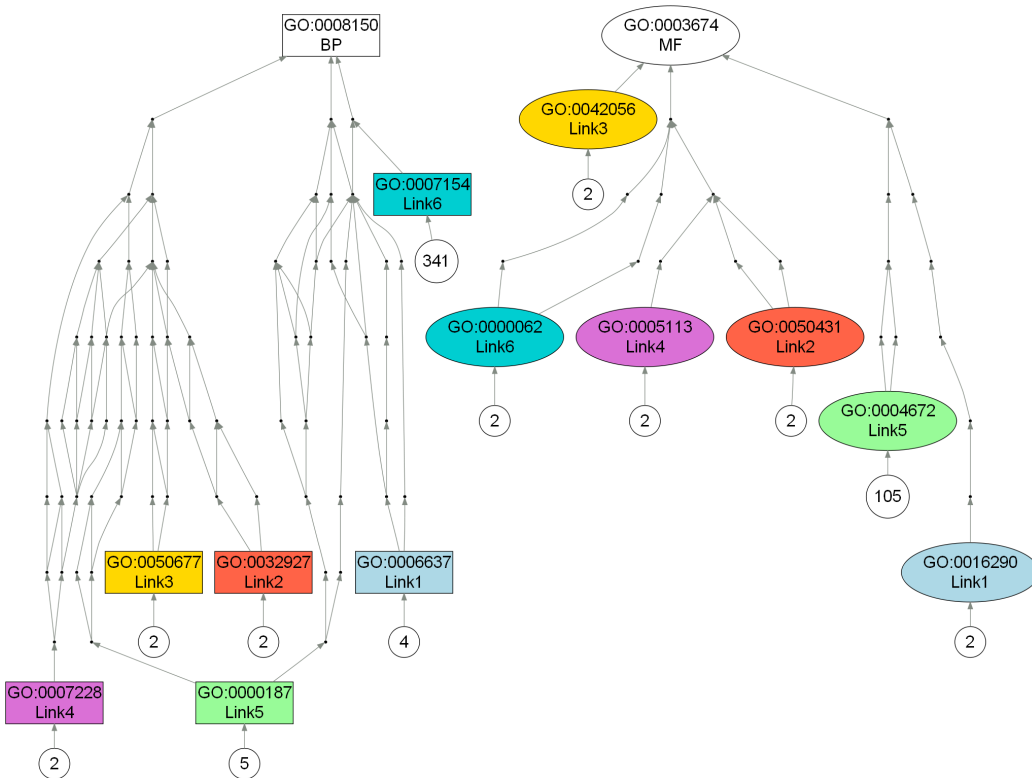 GO:0008150
BP
GO:0003674
MF
GO:0042056
Link3
2
GO:0007154
Link6
341
GO:0000062
Link6
2
GO:0005113
Link4
2
GO:0050431
Link2
2
GO:0004672
Link5
105
GO:0050677
Link3
2
GO:0032927
Link2
2
GO:0006637
Link1
4
GO:0016290
Link1
2
GO:0007228
Link4
2
GO:0000187
Link5
5